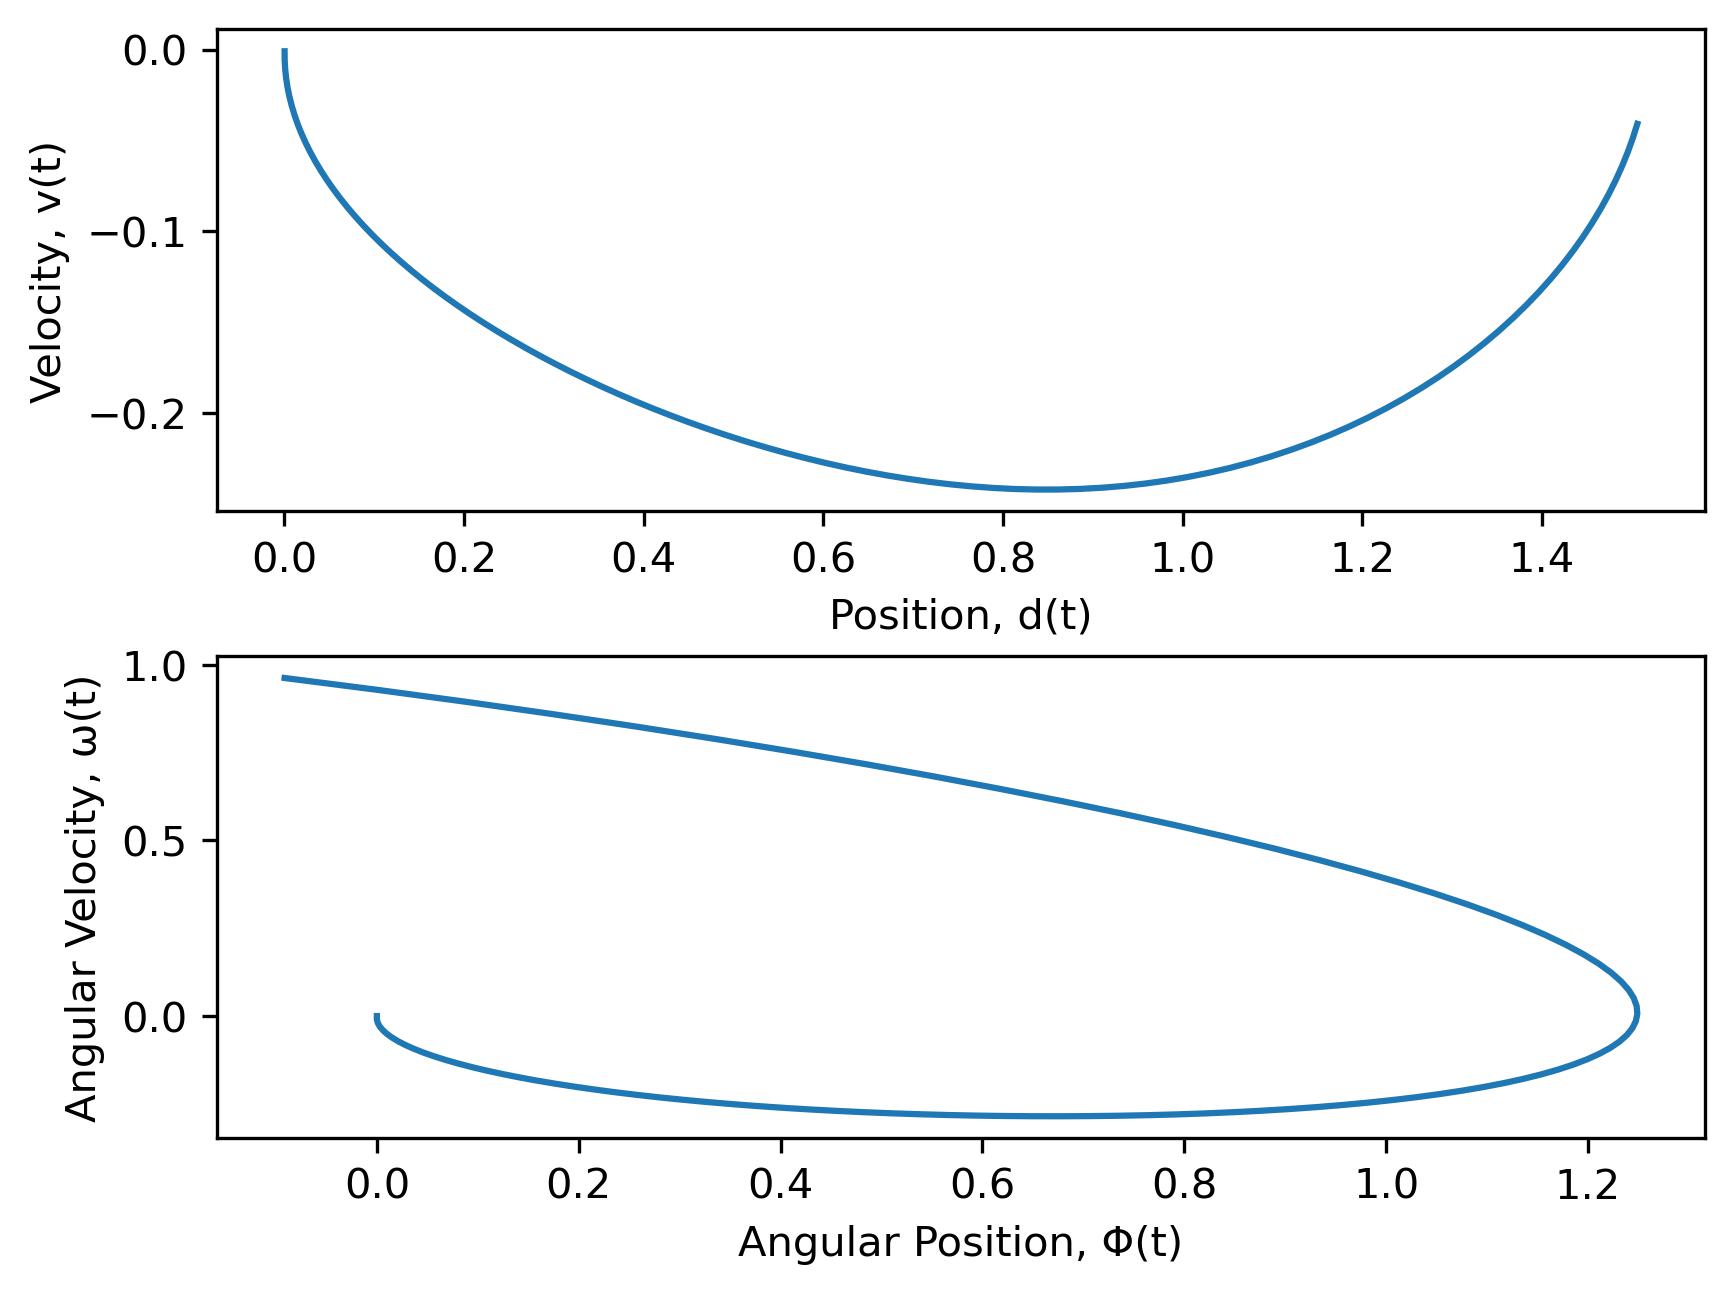 0.0
−0.1
−0.2
Velocity, v(t)
0.0 0.2 0.4 0.6 0.8 1.0 1.2 1.4
Position, d(t)
1.0
0.5
0.0
Angular Velocity, ω(t)
0.0 0.2 0.4 0.6 0.8 1.0 1.2
Angular Position, Φ(t)